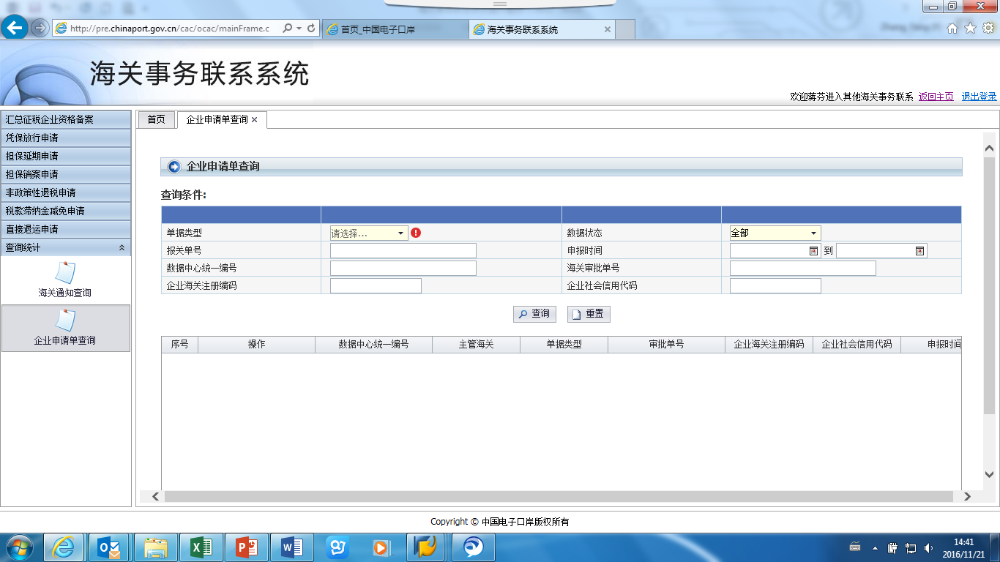 http://pre.chinaport.gov.cn/cac/ocac/mainFrame.c
首页_中国电子口岸
海关事务联系系统
海关事务联系系统
欢迎蒋芬进入其他海关事务联系 返回主页 退出登录
汇总征税企业资格备案
凭保放行申请
担保延期申请
担保销案申请
非政策性退税申请
税款滞纳金减免申请
直接退运申请
查询统计
海关通知查询
企业申请单查询
首页 企业申请单查询
企业申请单查询
查询条件:
单据类型 请选择... 数据状态 全部
报关单号 申报时间 到
数据中心统一编号 海关审批单号
企业海关注册编码 企业社会信用代码
查询 重置
序号 操作 数据中心统一编号 主管海关 单据类型 审批单号 企业海关注册编码 企业社会信用代码 申报时间
Copyright © 中国电子口岸版权所有
14:41
2016/11/21